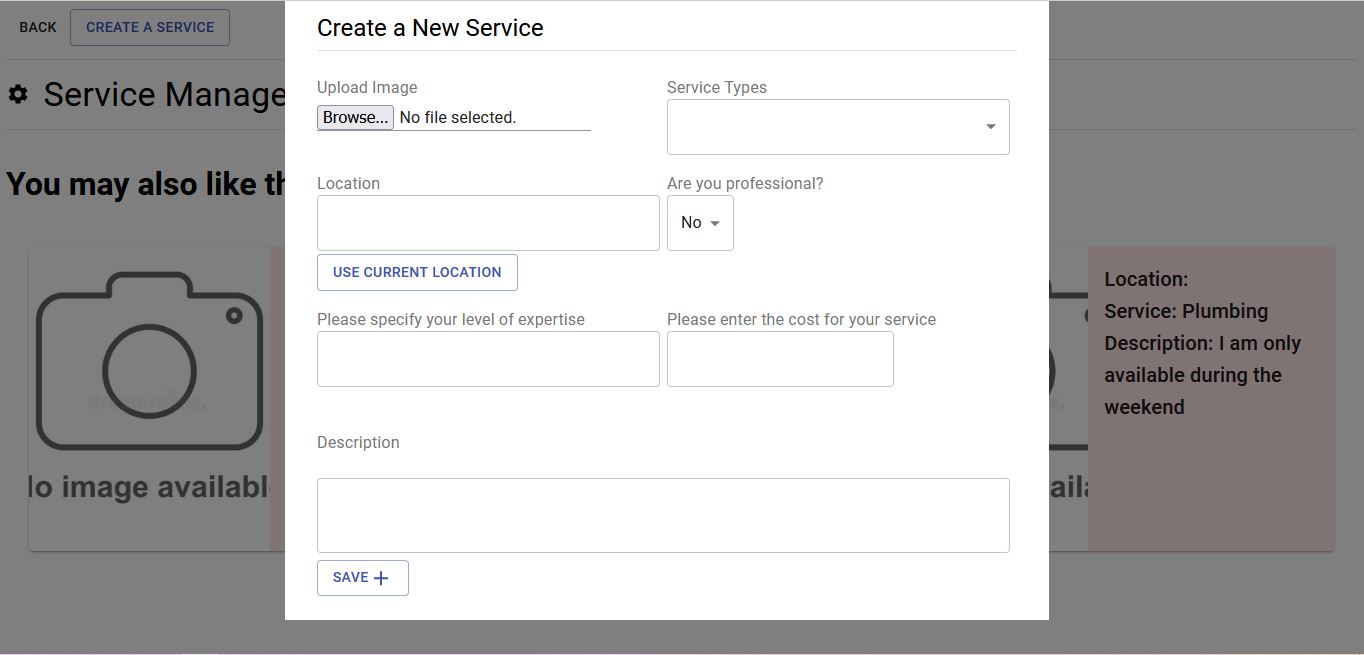 BACK
CREATE A SERVICE
Service Manage
You may also like th
Create a New Service
Upload Image
Service Types
Browse...
No file selected.
Location
Are you professional?
No
USE CURRENT LOCATION
Please specify your level of expertise
Please enter the cost for your service
Description
SAVE
lo image availabl
aila
Location:
Service: Plumbing
Description: I am only
available during the
weekend